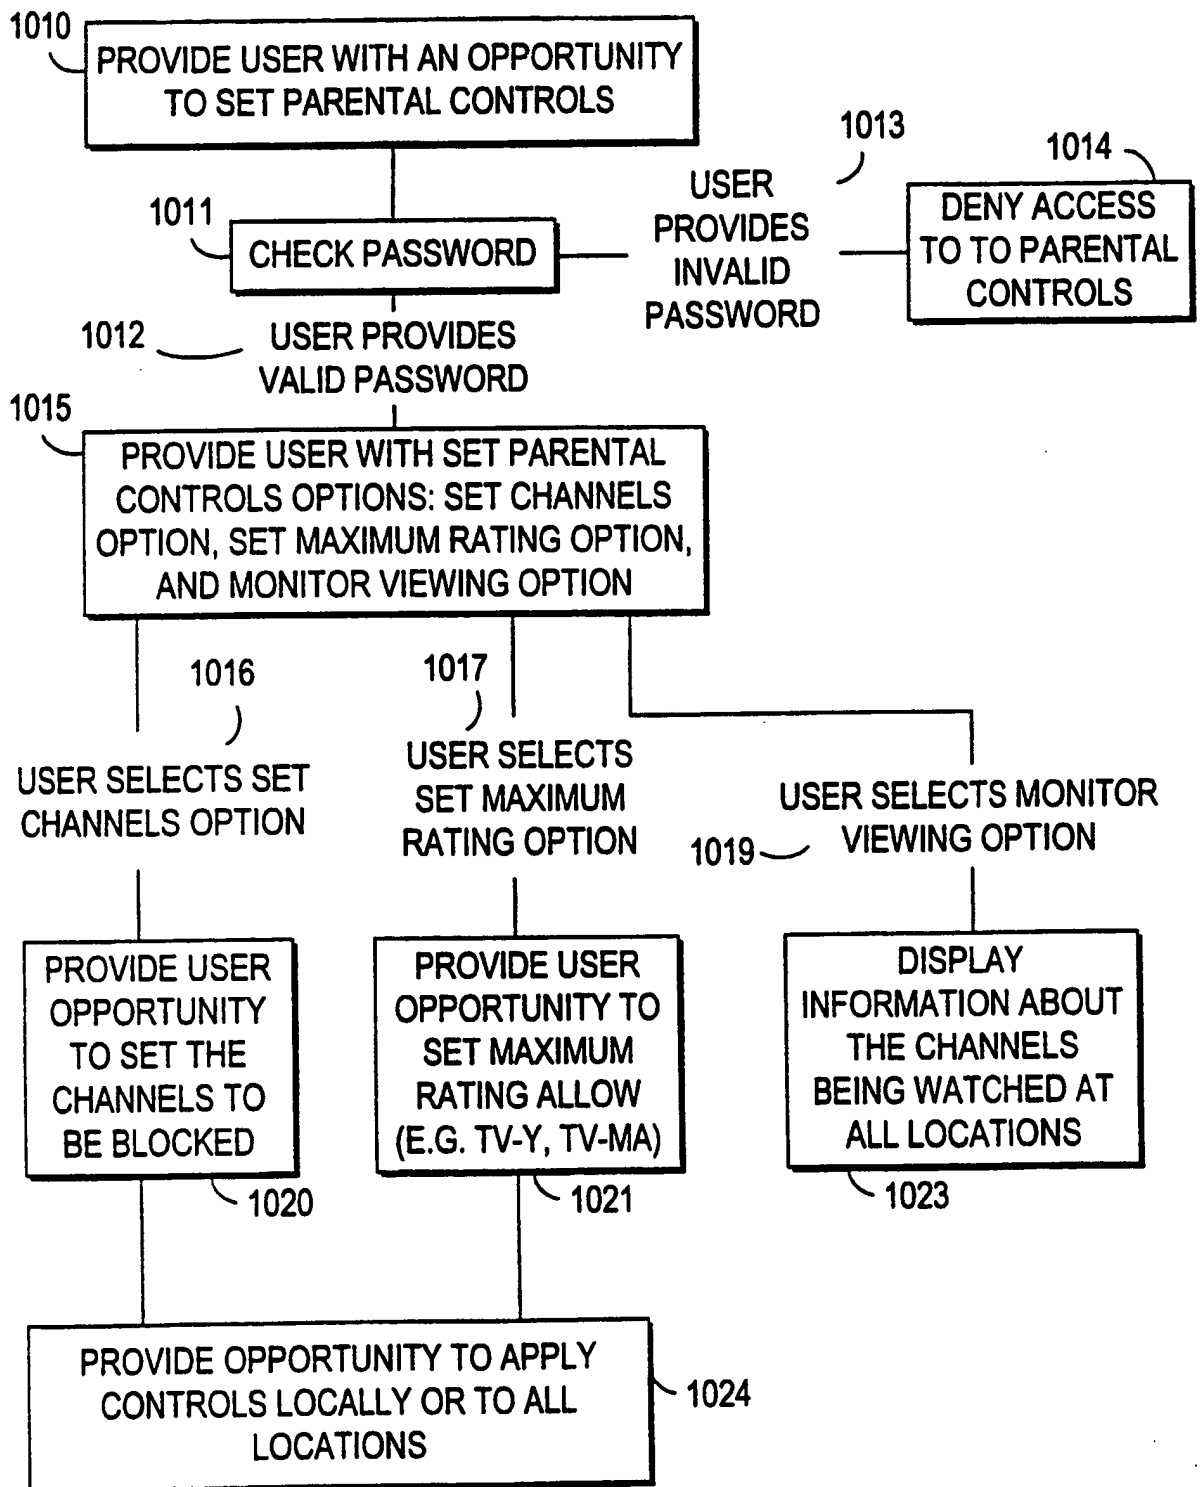 1010
PROVIDE USER WITH AN OPPORTUNITY
TO SET PARENTAL CONTROLS
1011
CHECK PASSWORD
1013
USER
PROVIDES
INVALID
PASSWORD
1014
DENY ACCESS
TO TO PARENTAL
CONTROLS
1012
USER PROVIDES
VALID PASSWORD
1015
PROVIDE USER WITH SET PARENTAL
CONTROLS OPTIONS: SET CHANNELS
OPTION, SET MAXIMUM RATING OPTION,
AND MONITOR VIEWING OPTION
1016
USER SELECTS SET
CHANNELS OPTION
1017
USER SELECTS
SET MAXIMUM
RATING OPTION
USER SELECTS MONITOR
VIEWING OPTION
1019
PROVIDE USER
OPPORTUNITY
TO SET THE
CHANNELS TO
BE BLOCKED
1020
PROVIDE USER
OPPORTUNITY TO
SET MAXIMUM
RATING ALLOW
(E.G. TV-Y, TV-MA)
1021
DISPLAY
INFORMATION ABOUT
THE CHANNELS
BEING WATCHED AT
ALL LOCATIONS
1023
PROVIDE OPPORTUNITY TO APPLY
CONTROLS LOCALLY OR TO ALL
LOCATIONS
1024